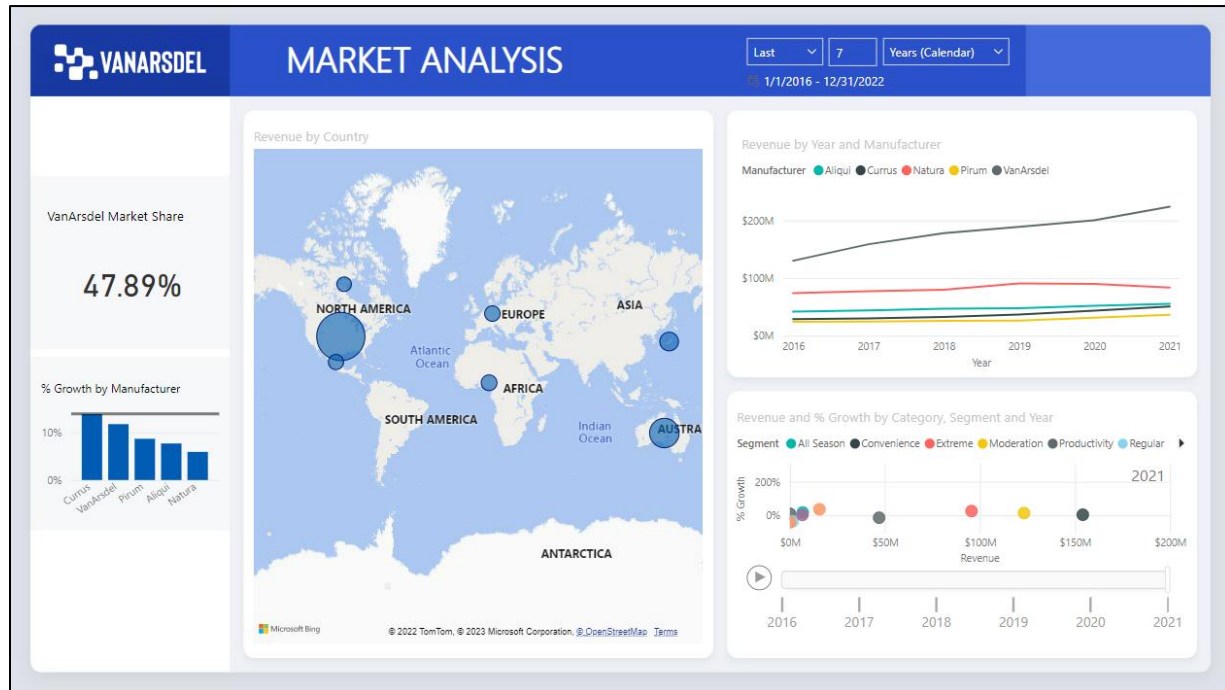 VANARSDEL
MARKET ANALYSIS
Last
7
Years (Calendar)
1/1/2016 - 12/31/2022
VanArsdel Market Share
47.89%
% Growth by Manufacturer
10%
0%
Currus
VanArsdel
Pirum
Aliqui
Natura
Revenue by Country
NORTH AMERICA
EUROPE
ASIA
Atlantic
Ocean
AFRICA
SOUTH AMERICA
Indian
Ocean
AUSTRA
ANTARCTICA
Microsoft Bing
© 2022 TomTom, © 2023 Microsoft Corporation, © OpenStreetMap Terms
Revenue by Year and Manufacturer
Manufacturer Aliqui Currus Natura Pirum VanArsdel
$200M
$100M
$0M
2016 2017 2018 2019 2020 2021
Year
Revenue and % Growth by Category, Segment and Year
Segment All Season Convenience Extreme Moderation Productivity Regular
2021
% Growth
200%
0%
$0M $50M $100M $150M $200M
Revenue
2016 2017 2018 2019 2020 2021